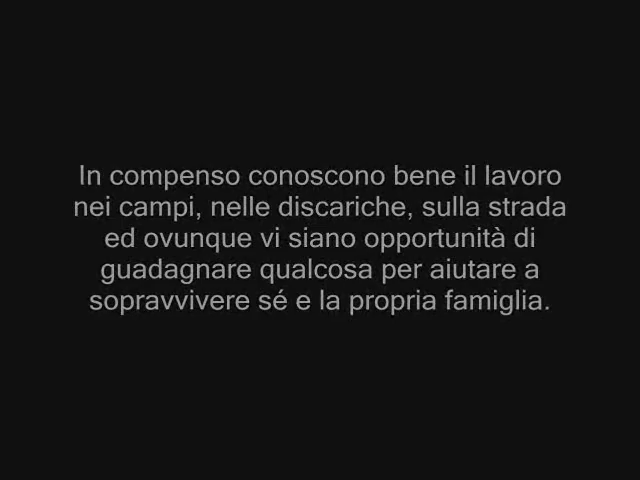 In compenso conoscono bene il lavoro
nei campi, nelle discariche, sulla strada
ed ovunque vi siano opportunità di
guadagnare qualcosa per aiutare a
sopravvivere sé e la propria famiglia.